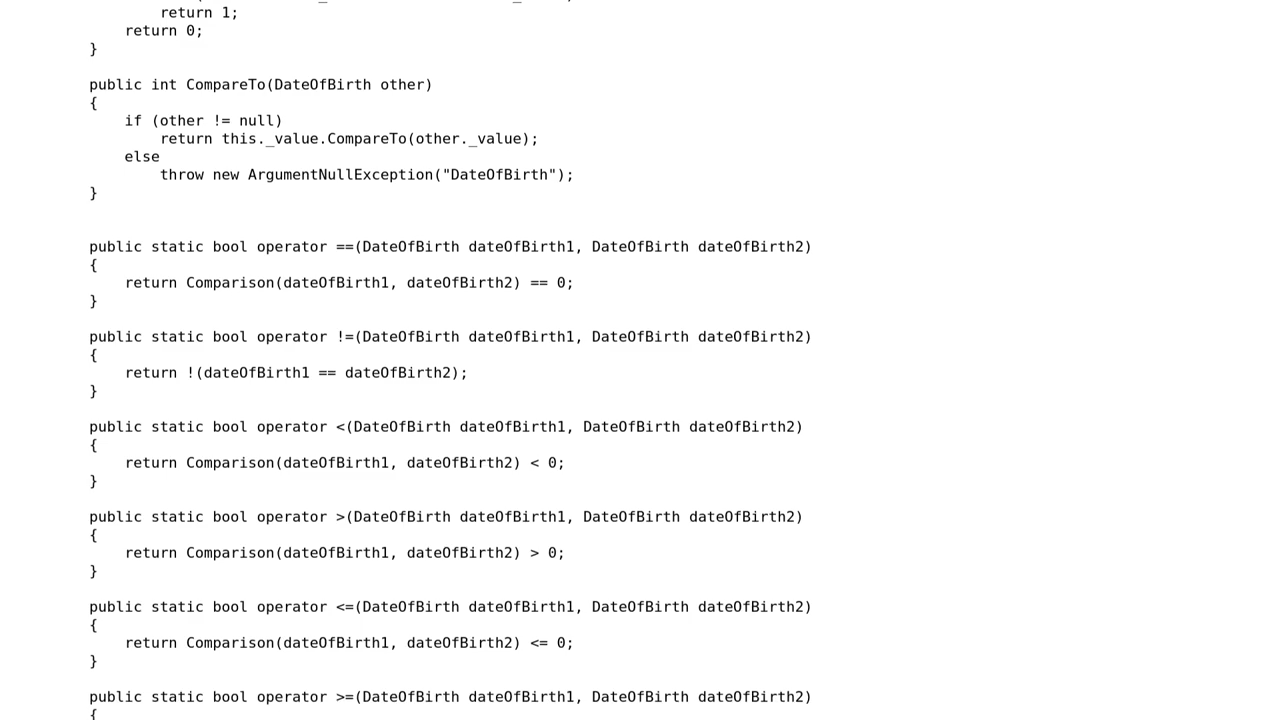 return 1;
return 0;
}
public int CompareTo(DateOfBirth other)
{
if (other != null)
return this._value.CompareTo(other._value);
else
throw new ArgumentNullException("DateOfBirth");
}
public static bool operator ==(DateOfBirth dateOfBirth1, DateOfBirth dateOfBirth2)
{
return Comparison(dateOfBirth1, dateOfBirth2) == 0;
}
public static bool operator !=(DateOfBirth dateOfBirth1, DateOfBirth dateOfBirth2)
{
return !(dateOfBirth1 == dateOfBirth2);
}
public static bool operator <(DateOfBirth dateOfBirth1, DateOfBirth dateOfBirth2)
{
return Comparison(dateOfBirth1, dateOfBirth2) < 0;
}
public static bool operator >(DateOfBirth dateOfBirth1, DateOfBirth dateOfBirth2)
{
return Comparison(dateOfBirth1, dateOfBirth2) > 0;
}
public static bool operator <=(DateOfBirth dateOfBirth1, DateOfBirth dateOfBirth2)
{
return Comparison(dateOfBirth1, dateOfBirth2) <= 0;
}
public static bool operator >=(DateOfBirth dateOfBirth1, DateOfBirth dateOfBirth2)
{